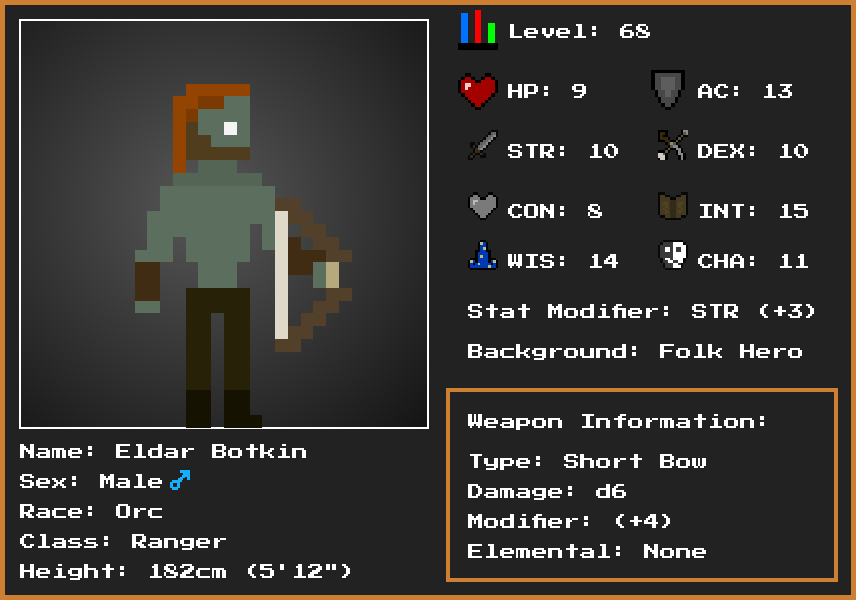 Level: 68
HP: 9 AC: 13
STR: 10 DEX: 10
CON: 8 INT: 15
WIS: 14 CHA: 11
Stat Modifier: STR (+3)
Background: Folk Hero
Weapon Information:
Type: Short Bow
Damage: d6
Modifier: (+4)
Elemental: None
Name: Eldar Botkin
Sex: Male ♂
Race: Orc
Class: Ranger
Height: 182cm (5'12")